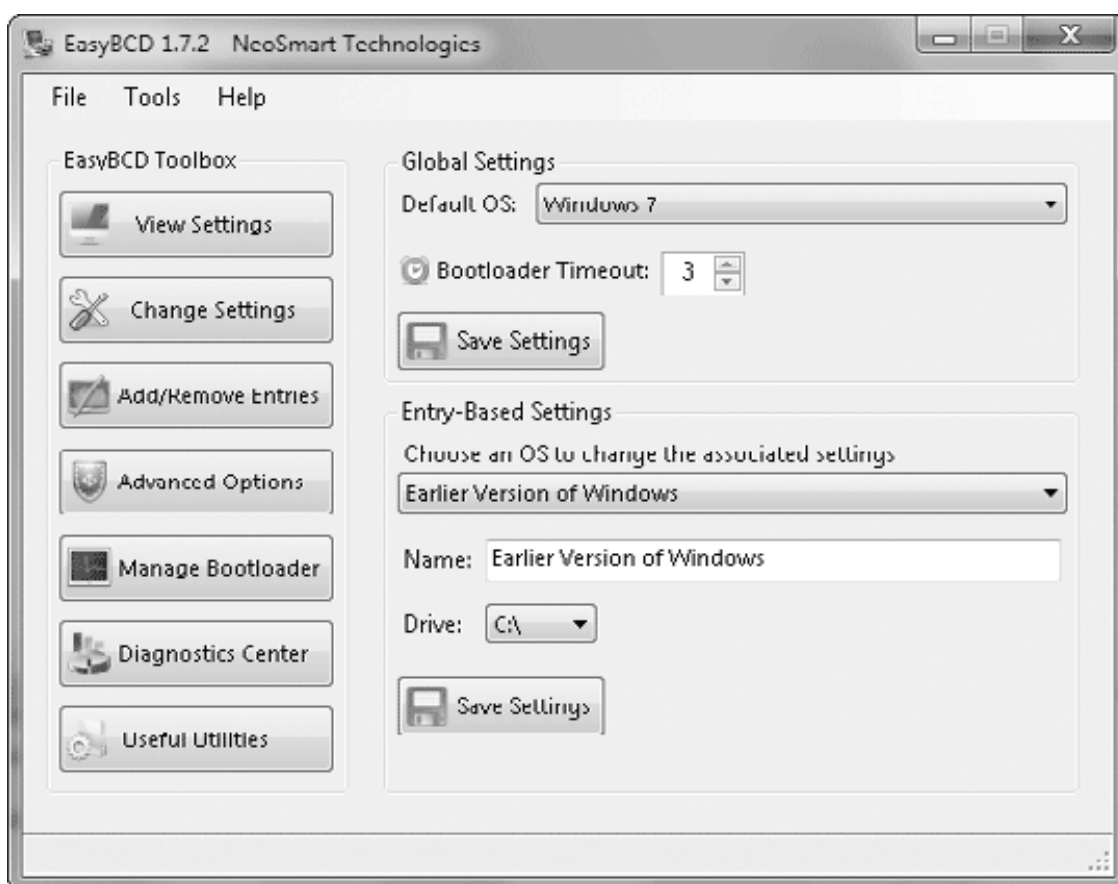 EasyBCD 1.7.2 NeoSmart Technologies
File Tools Help
EasyBCD Toolbox
View Settings
Change Settings
Add/Remove Entries
Advanced Options
Manage Bootloader
Diagnostics Center
Useful Utilities
Global Settings
Default OS: Windows 7
Bootloader Timeout: 3
Save Settings
Entry-Based Settings
Choose an OS to change the associated settings
Earlier Version of Windows
Name: Earlier Version of Windows
Drive: C:\
Save Settings